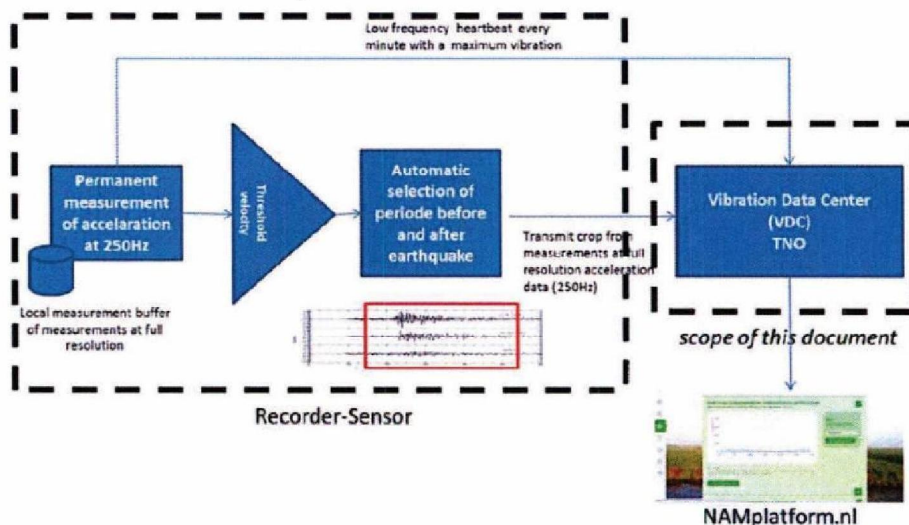 Low frequency heartbeat every
minute with a maximum vibration
Permanent
measurement
of accelaration
at 250Hz
Threshold
velocity
Automatic
selection of
periode before
and after
earthquake
Transmit crop from
measurements at full
resolution acceleration
data (250Hz)
Vibration Data Center
(VDC)
TNO
Local measurement buffer
of measurements at full
resolution
scope of this document
Recorder-Sensor
NAMplatform.nl